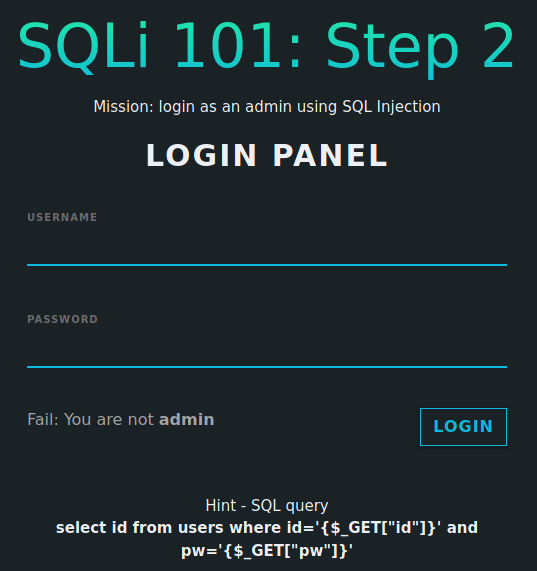 SQLi 101: Step 2
Mission: login as an admin using SQL Injection
LOGIN PANEL
USERNAME
PASSWORD
Fail: You are not admin
LOGIN
Hint - SQL query
select id from users where id='{$_GET["id"]}' and
pw='{$_GET["pw"]}'